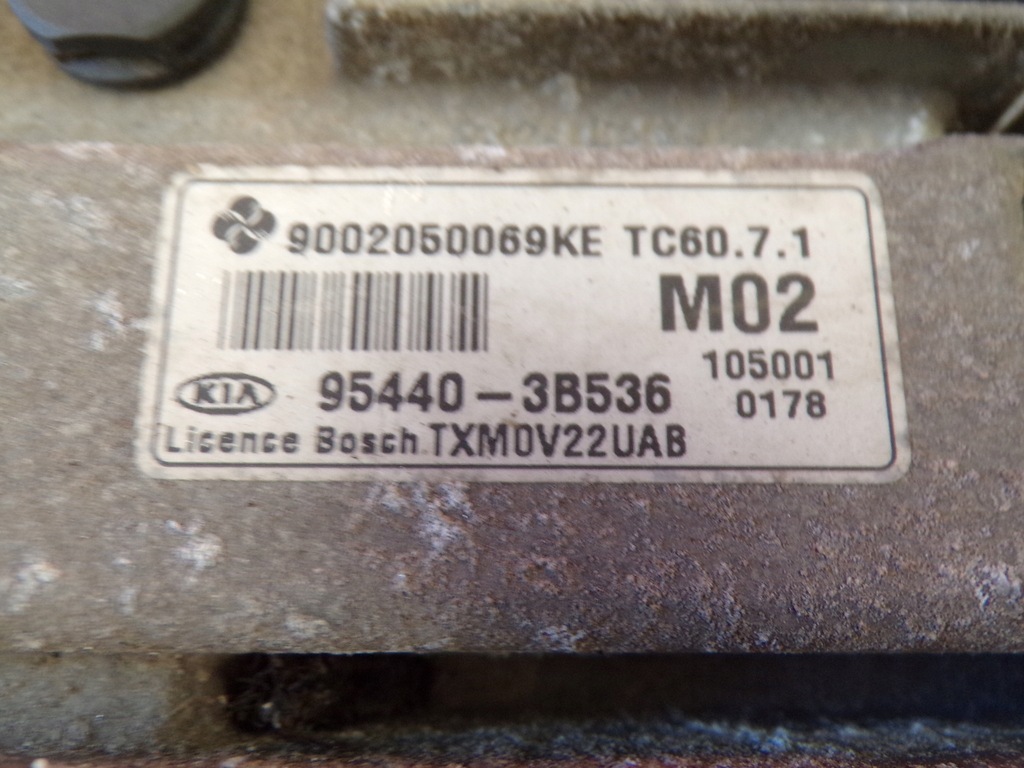 9002050069KE TC60.7.1
M02
105001
KIA 95440-3B536 0178
Licence Bosch TXM0V22UAB